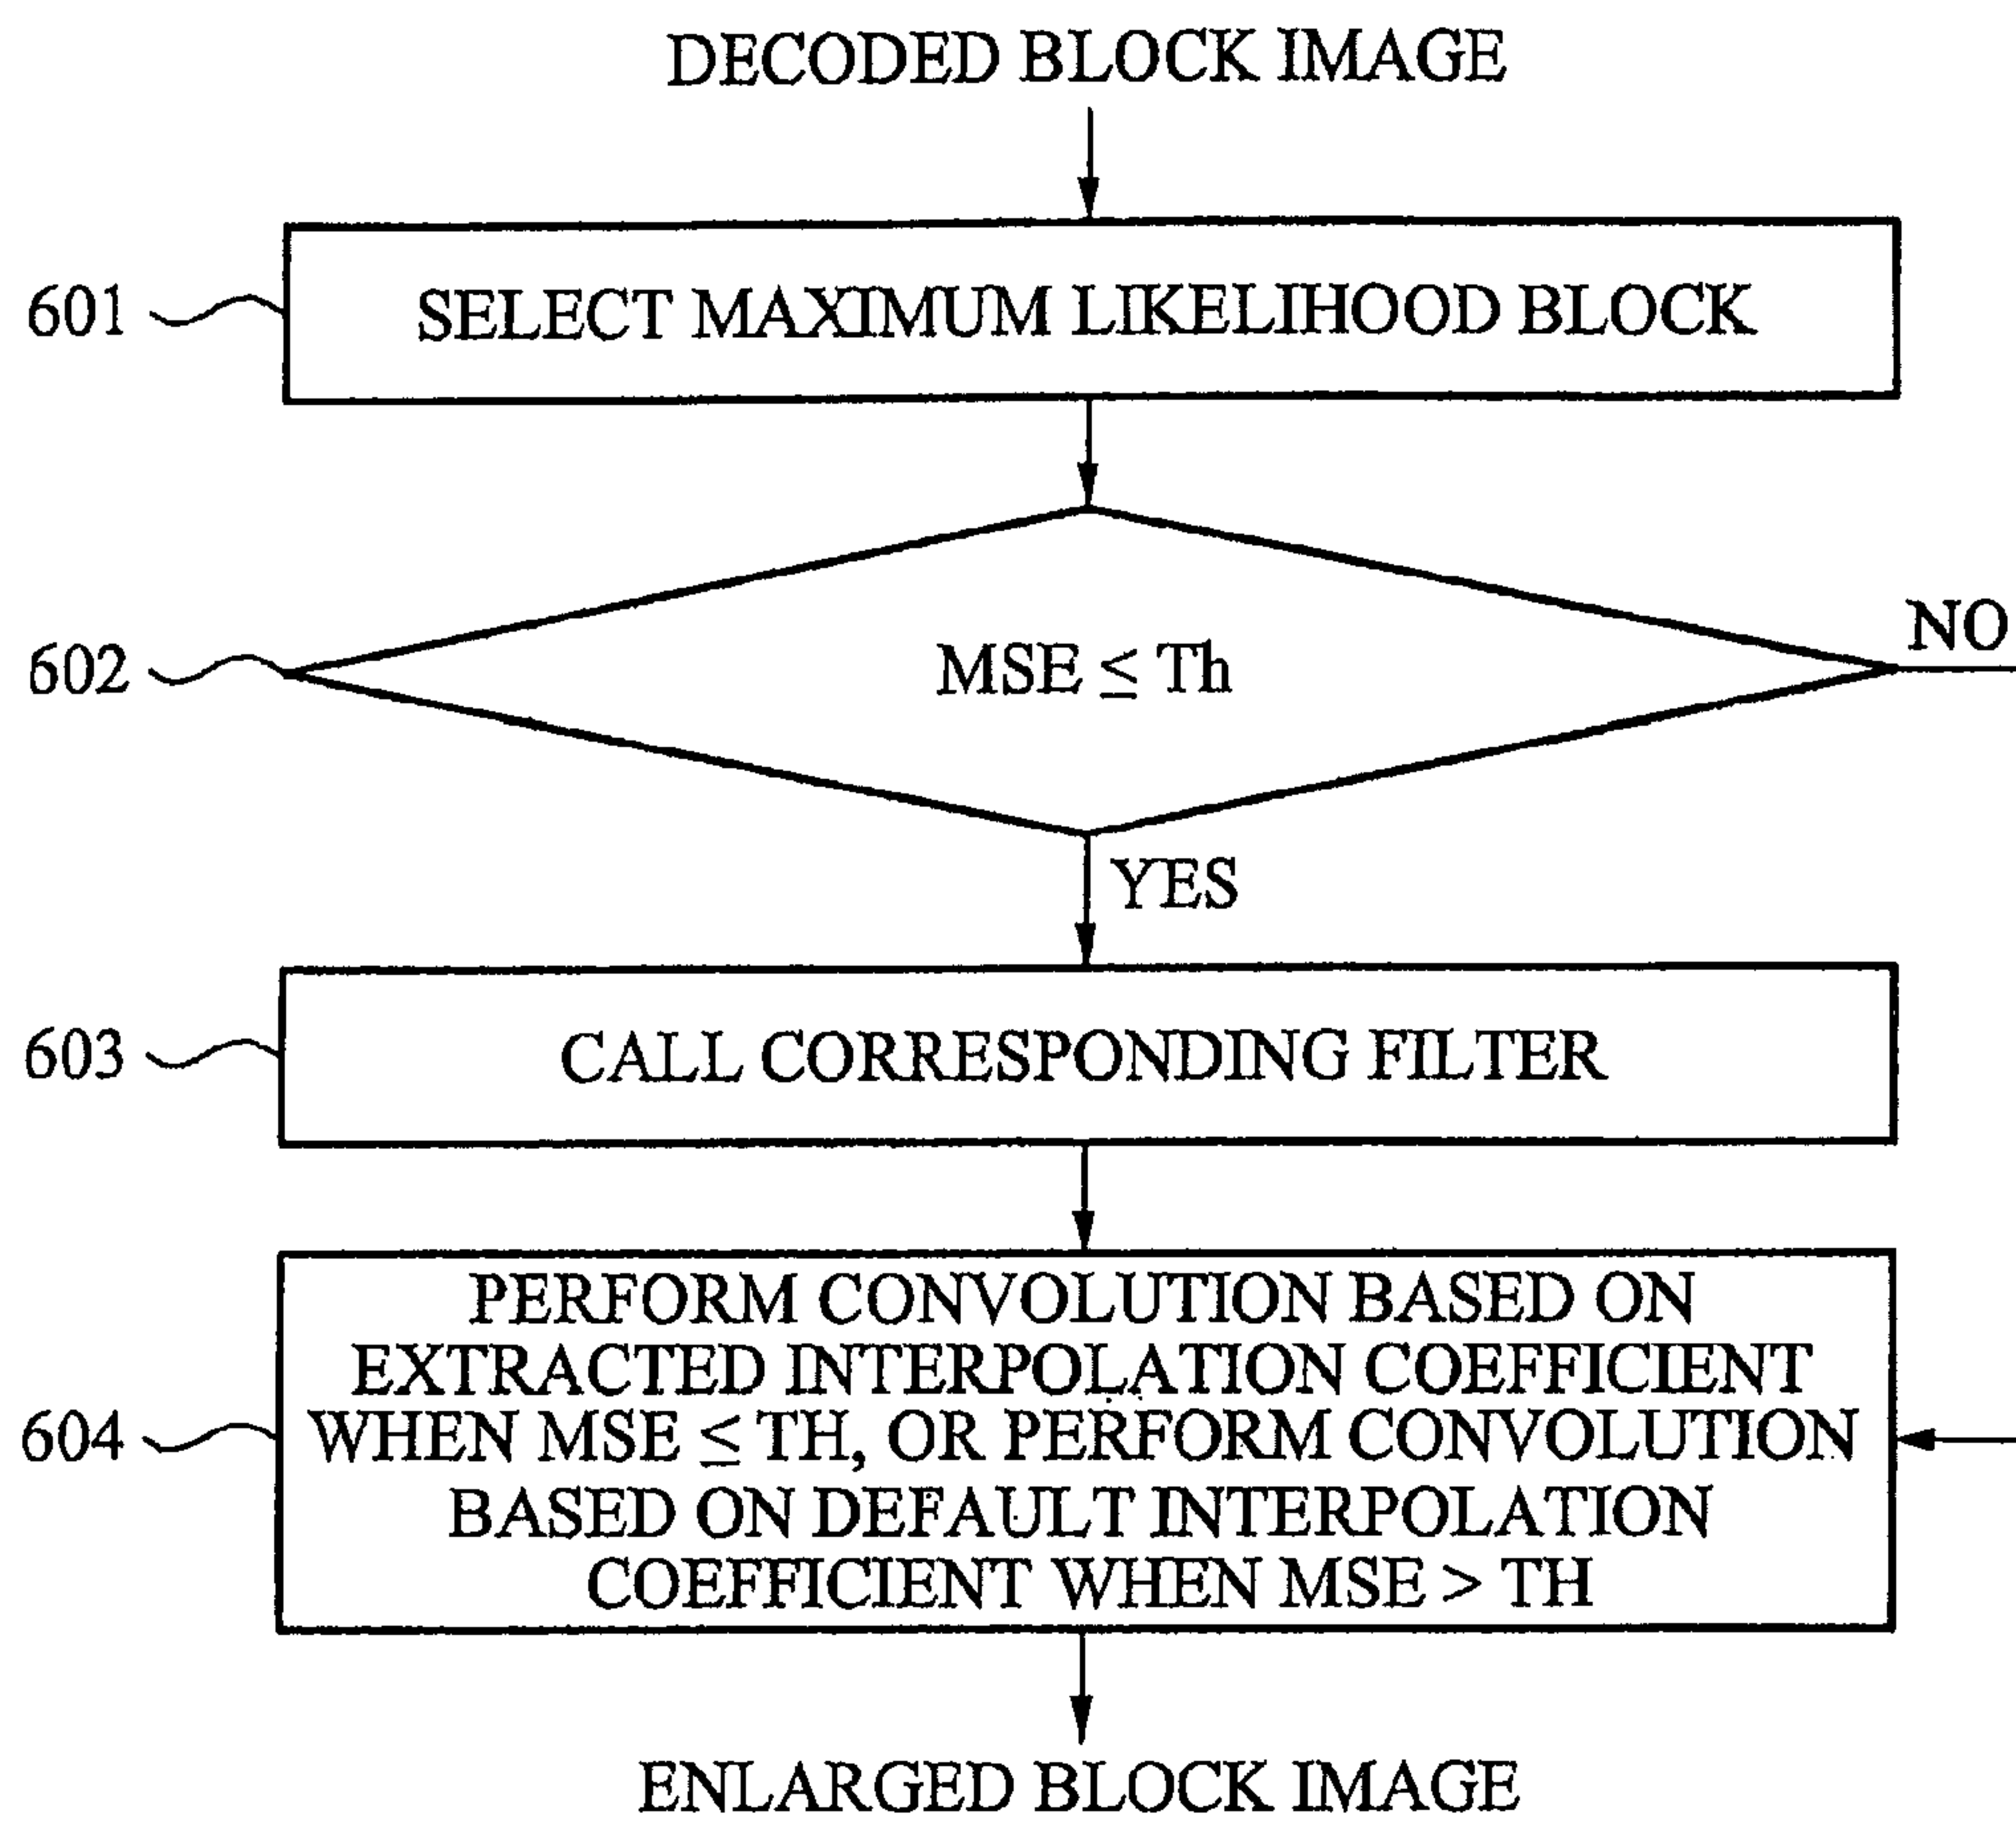 DECODED BLOCK IMAGE
601
SELECT MAXIMUM LIKELIHOOD BLOCK
602
MSE ≤ Th
NO
YES
603
CALL CORRESPONDING FILTER
604
PERFORM CONVOLUTION BASED ON
EXTRACTED INTERPOLATION COEFFICIENT
WHEN MSE ≤ TH, OR PERFORM CONVOLUTION
BASED ON DEFAULT INTERPOLATION
COEFFICIENT WHEN MSE > TH
ENLARGED BLOCK IMAGE